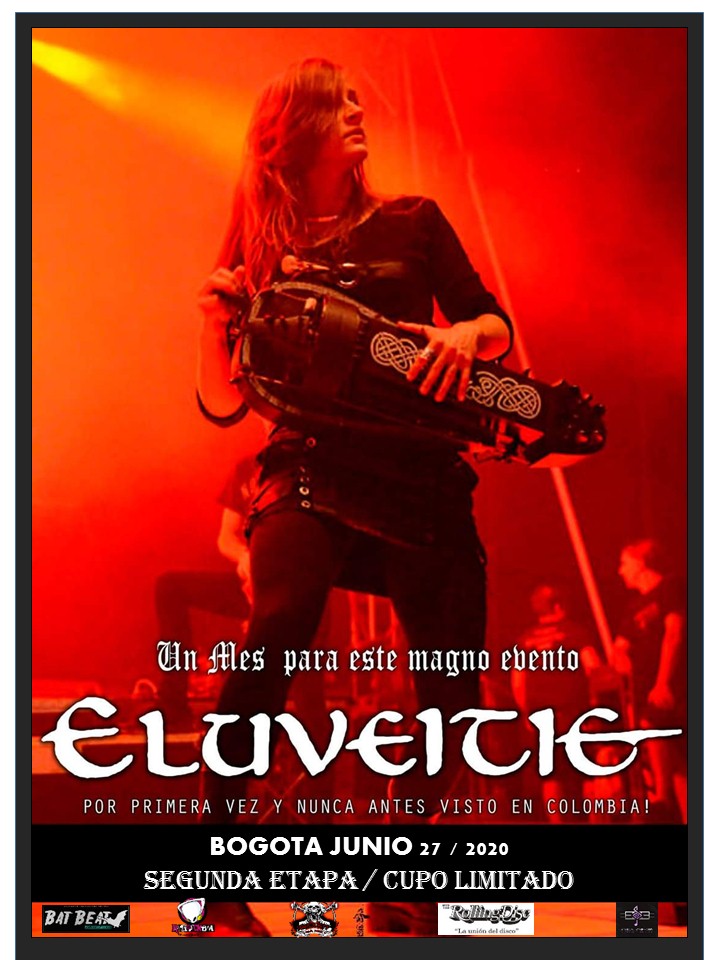 Un Mes para este magno evento
ELUVEITIE
POR PRIMERA VEZ Y NUNCA ANTES VISTO EN COLOMBIA!
BOGOTA JUNIO 27 / 2020
SEGUNDA ETAPA / CUPO LIMITADO
BAT BEAT
RollingDisc
"La unión del disco"